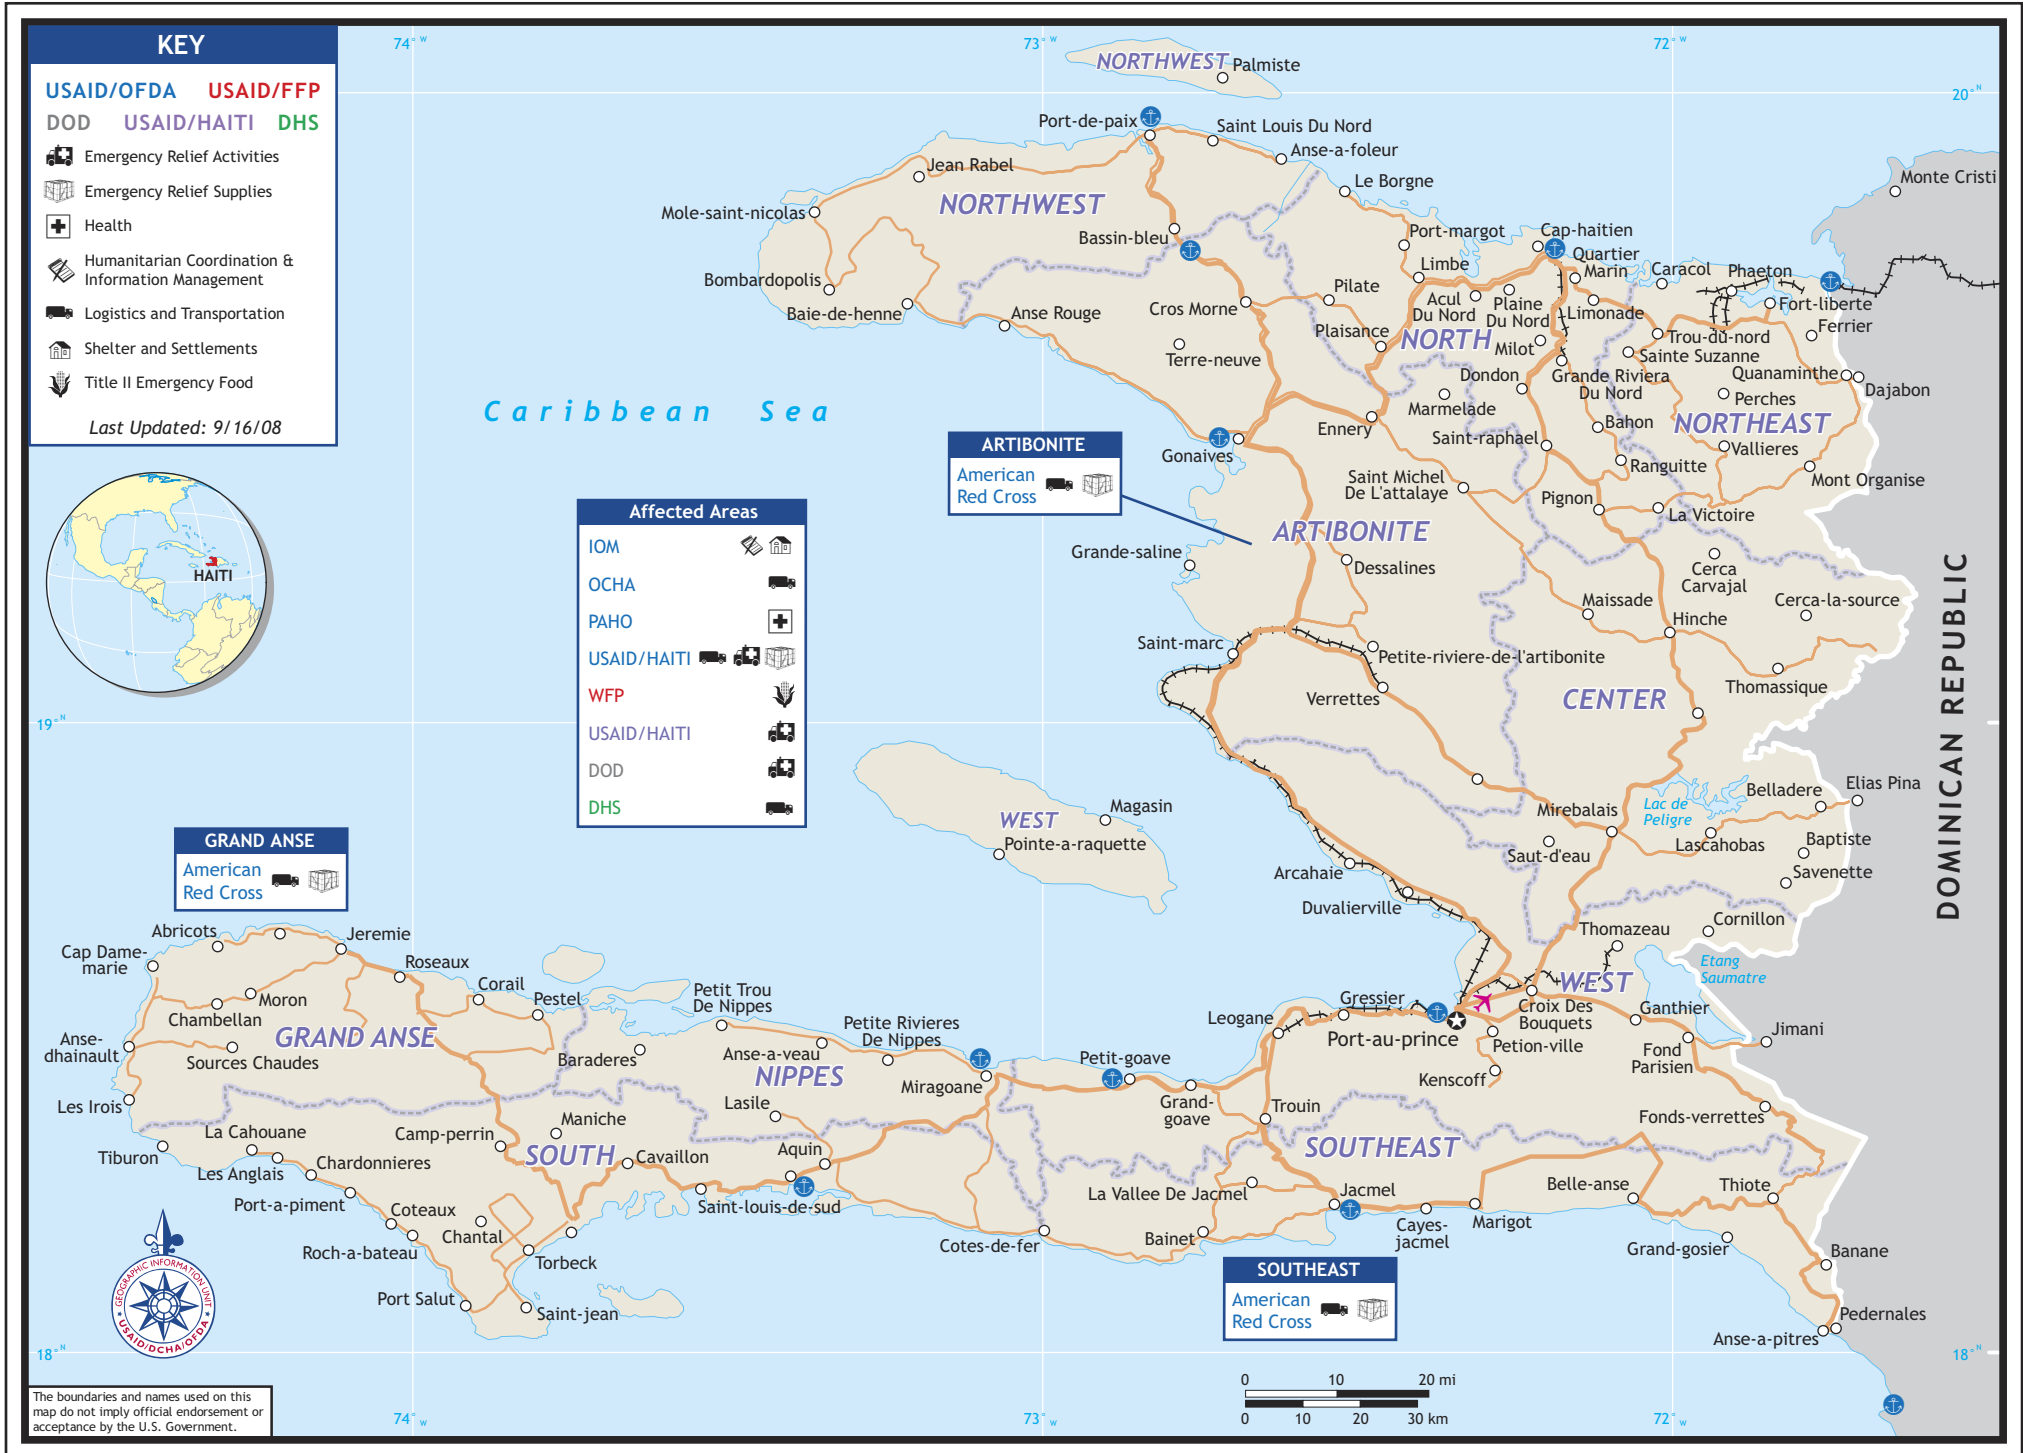 KEY
USAID/OFDA USAID/FFP
DOD USAID/HAITI DHS
Emergency Relief Activities
Emergency Relief Supplies
Health
Humanitarian Coordination &
Information Management
Logistics and Transportation
Shelter and Settlements
Title II Emergency Food
Last Updated: 9/16/08
74° W
73° W
72° W
20° N
NORTHWEST
Palmiste
Port-de-paix
Saint Louis Du Nord
Anse-a-foleur
Jean Rabel
Le Borgne
Monte Cristi
NORTHWEST
Mole-saint-nicolas
Bassin-bleu
Port-margot
Cap-haitien
Quartier
Marin
Limbe
Caracol
Phaeton
Bombardopolis
Pilate
Acul
Du Nord
Plaine
Du Nord
Limonade
Fort-liberte
Baie-de-henne
Anse Rouge
Cros Morne
Plaisance
NORTH
Milot
Trou-du-nord
Ferrier
Terre-neuve
Sainte Suzanne
Dondon
Grande Riviera
Du Nord
Quanaminthe
Dajabon
Perches
Marmelade
Caribbean Sea
Ennery
Saint-raphael
Bahon
NORTHEAST
Vallieres
Gonaives
Ranguitte
Mont Organise
ARTIBONITE
American
Red Cross
Saint Michel
De L'attalaye
Pignon
La Victoire
ARTIBONITE
HAITI
Affected Areas
IOM
OCHA
PAHO
USAID/HAITI
WFP
USAID/HAITI
DOD
DHS
Grande-saline
Dessalines
Cerca
Carvajal
Cerca-la-source
Maissade
Hinche
Saint-marc
Petite-riviere-de-l'artibonite
Verrettes
Thomassique
CENTER
DOMINICAN REPUBLIC
19° N
WEST
Magasin
Pointe-a-raquette
Lac de
Peligre
Belladere
Elias Pina
Mirebalais
Lascahobas
Baptiste
Saut-d'eau
Savenette
Arcahaie
Duvalierville
Cornillon
Thomazeau
Etang
Saumatre
WEST
GRAND ANSE
American
Red Cross
Abricots
Jeremie
Cap Dame-
marie
Roseaux
Corail
Pestel
Moron
Chambellan
GRAND ANSE
Anse-
dhainault
Sources Chaudes
Les Irois
Petit Trou
De Nippes
Petite Rivieres
De Nippes
Baraderes
Anse-a-veau
NIPPES
Miragoane
Lasile
Petit-goave
Leogane
Gressier
Port-au-prince
Croix Des
Bouquets
Petion-ville
Kenscoff
Ganthier
Jimani
Fond
Parisien
Grand-
goave
Trouin
Fonds-verrettes
Tiburon
La Cahouane
Les Anglais
Chardonnieres
Port-a-piment
Camp-perrin
Maniche
SOUTH
Cavaillon
Aquin
Saint-louis-de-sud
Coteaux
Chantal
Roch-a-bateau
Torbeck
Port Salut
Saint-jean
Cotes-de-fer
SOUTHEAST
La Vallee De Jacmel
Jacmel
Bainet
Cayes-
jacmel
Marigot
Belle-anse
Thiote
Grand-gosier
Banane
Pedernales
Anse-a-pitres
SOUTHEAST
American
Red Cross
GEOGRAPHIC INFORMATION UNIT
USAID/DCHA/OFDA
18° N
18° N
0 10 20 mi
0 10 20 30 km
The boundaries and names used on this
map do not imply official endorsement or
acceptance by the U.S. Government.
74° W
73° W
72° W